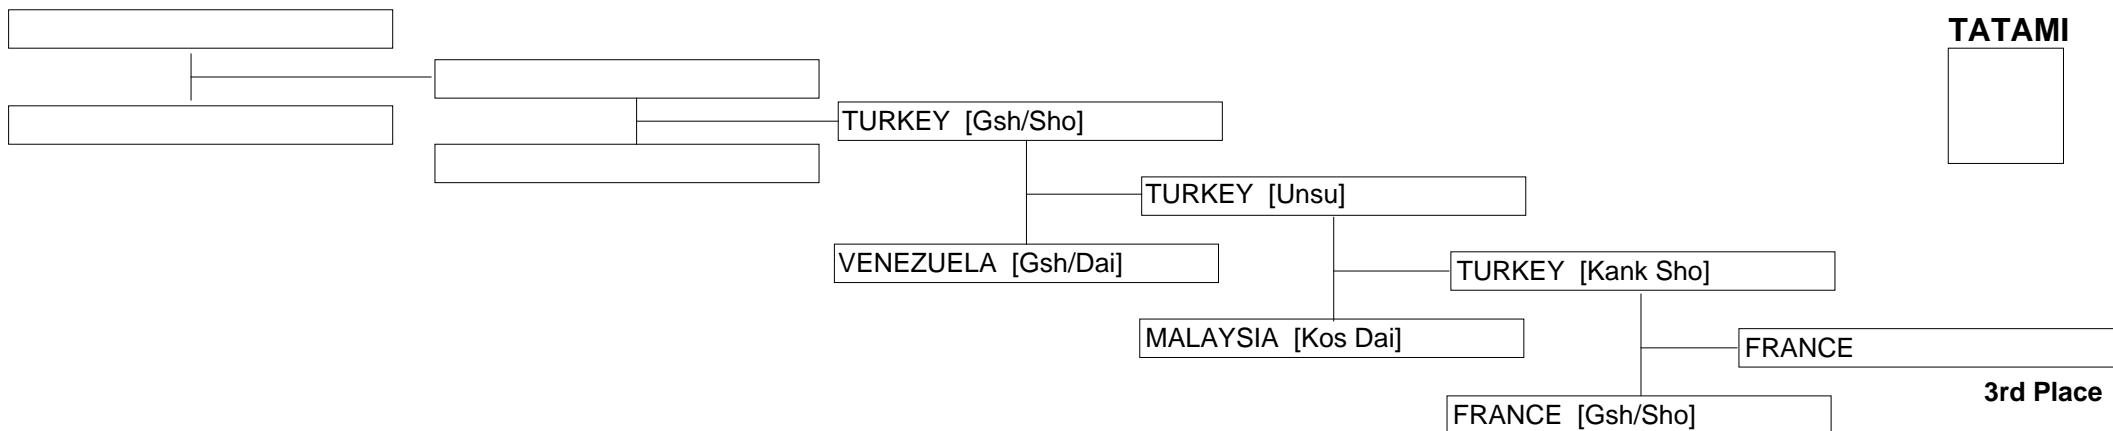 TATAMI
TURKEY [Gsh/Sho]
TURKEY [Unsu]
VENEZUELA [Gsh/Dai]
TURKEY [Kank Sho]
MALAYSIA [Kos Dai]
FRANCE
3rd Place
FRANCE [Gsh/Sho]